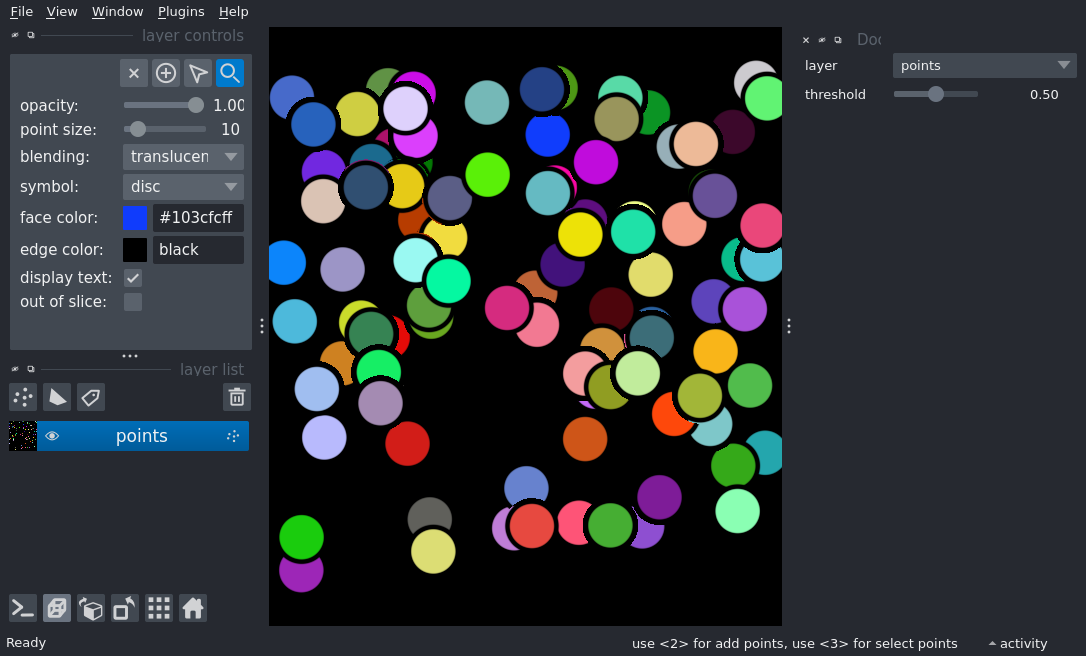 File View Window Plugins Help
layer controls
opacity: 1.00
point size: 10
blending: translucen
symbol: disc
face color: #103cfcff
edge color: black
display text:
out of slice:
layer list
points
Doc
layer points
threshold 0.50
Ready
use <2> for add points, use <3> for select points
activity